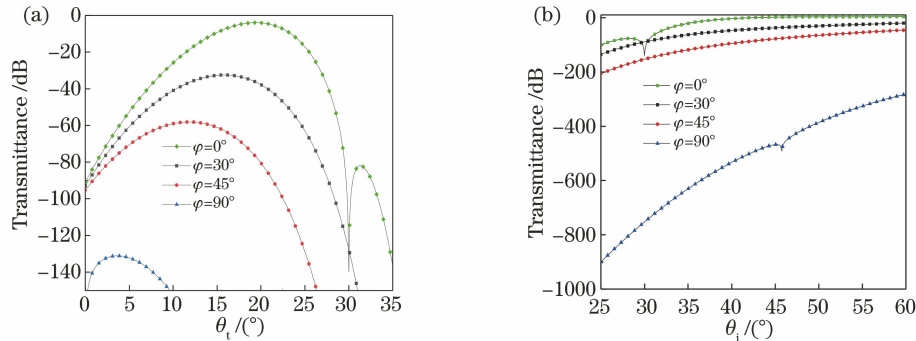 (a)
0
−20
−40
−60
−80
−100
−120
−140
Transmittance /dB
φ=0°
φ=30°
φ=45°
φ=90°
0 5 10 15 20 25 30 35
θt /(°)
(b)
0
−200
−400
−600
−800
−1000
Transmittance /dB
φ=0°
φ=30°
φ=45°
φ=90°
25 30 35 40 45 50 55 60
θi /(°)